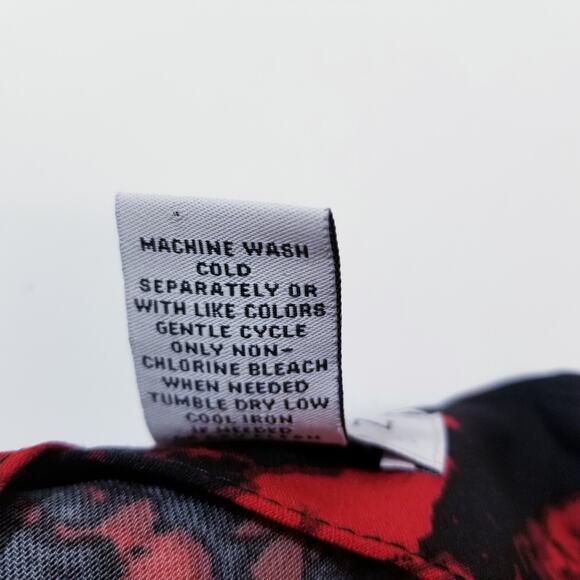 MACHINE WASH
COLD
SEPARATELY OR
WITH LIKE COLORS
GENTLE CYCLE
ONLY NON-
CHLORINE BLEACH
WHEN NEEDED
TUMBLE DRY LOW
COOL IRON